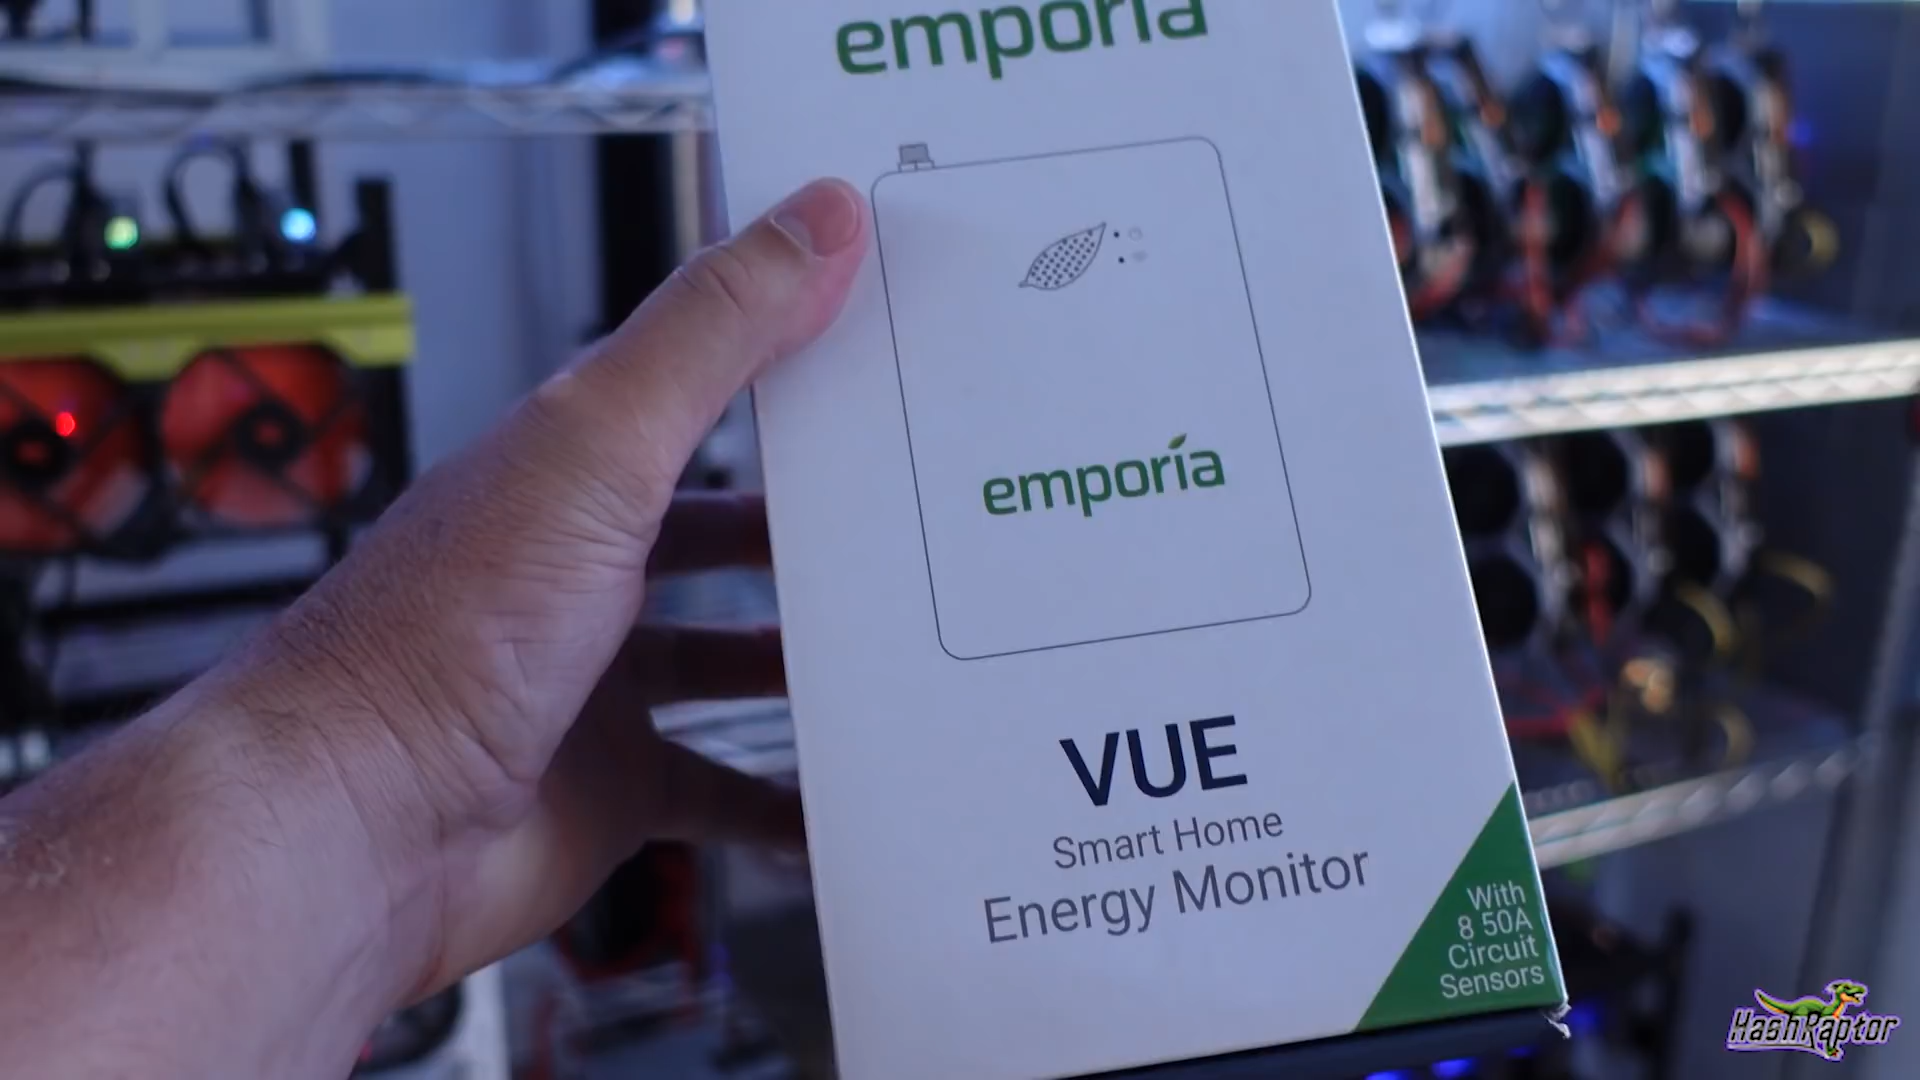 emporia
emporia
VUE
Smart Home
Energy Monitor
With
8 50A
Circuit
Sensors
HashRaptor